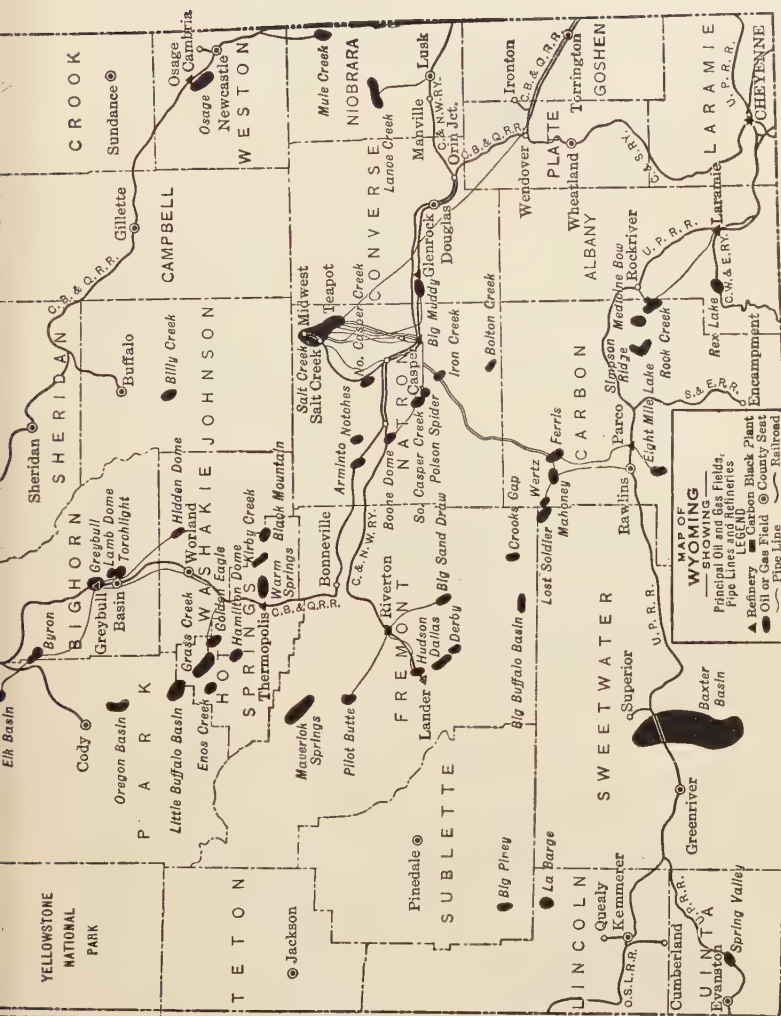 YELLOWSTONE
NATIONAL
PARK
Elk Basin
Byron
BIGHORN
Cody
Oregon Basin
Greybull
Basin
Greybull
Lamb Dome
Torchlight
Hidden Dome
PARK
Little Buffalo Basin
Enos Creek
Grass Creek
Golden Eagle
Hamilton Dome
WASHAKIE
Worland
Kirby Creek
Black Mountain
Warm
Springs
HOT
SPRINGS
Thermopolis
C.B.& Q.R.R.
TETON
Jackson
Sheridan
SHERIDAN
C.B.& Q.R.R.
Buffalo
Billy Creek
JOHNSON
CROOK
Sundance
Gillette
CAMPBELL
Osage
Cambria
Osage
Newcastle
WESTON
Maverick
Springs
Pilot Butte
FREMONT
Lander
Hudson
Dallas
Derby
Riverton
Big Sand Draw
Bonneville
C.& N.W.RY.
Arminto
Notches
Boone Dome
NATRONA
So. Casper Creek
Poison Spider
No. Casper Creek
Casper
Salt Creek
Salt Creek
Midwest
Teapot
Big Muddy
Iron Creek
Bolton Creek
CONVERSE
Glenrock
Douglas
Orin Jct.
Manville
C.& N.W.RY.
Lusk
Lance Creek
NIOBRARA
Mule Creek
Pinedale
SUBLETTE
Big Piney
La Barge
Big Buffalo Basin
Crooks Gap
Lost Soldier
Wertz
Mahoney
Ferris
C.B.& Q.R.R.
Wendover
C.B.& Q.R.R.
Ironton
Torrington
GOSHEN
PLATTE
Wheatland
C.& S.RY.
ALBANY
LINCOLN
Quealy
Kemmerer
O.S.L.R.R.
Cumberland
UINTA
Evanston
U.P.R.R.
Spring Valley
SWEETWATER
Superior
Greenriver
Baxter
Basin
U.P.R.R.
Rawlins
Parco
CARBON
Simpson
Ridge
Eight Mile Lake
Medicine Bow
Rockriver
Rock Creek
U.P.R.R.
Laramie
Rex Lake
C.W.& E.RY.
S.& E.R.R.
Encampment
LARAMIE
U.P.R.R.
CHEYENNE
MAP OF
WYOMING
SHOWING
Principal Oil and Gas Fields,
Pipe Lines and Refineries
LEGEND
Refinery Carbon Black Plant
Oil or Gas Field County Seat
Pipe Line Railroad